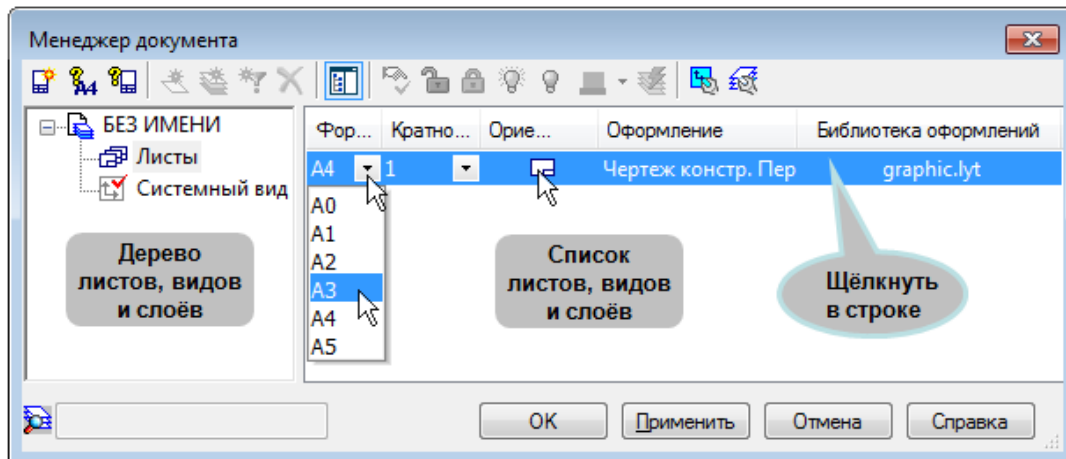 Менеджер документа
A4
БЕЗ ИМЕНИ
Листы
Системный вид
Фор... Кратно... Орие... Оформление Библиотека оформлений
A4 1 Чертеж констр. Пер graphic.lyt
A0
A1
A2
A3
A4
A5
Дерево
листов, видов
и слоёв
Список
листов, видов
и слоёв
Щёлкнуть
в строке
OK Применить Отмена Справка